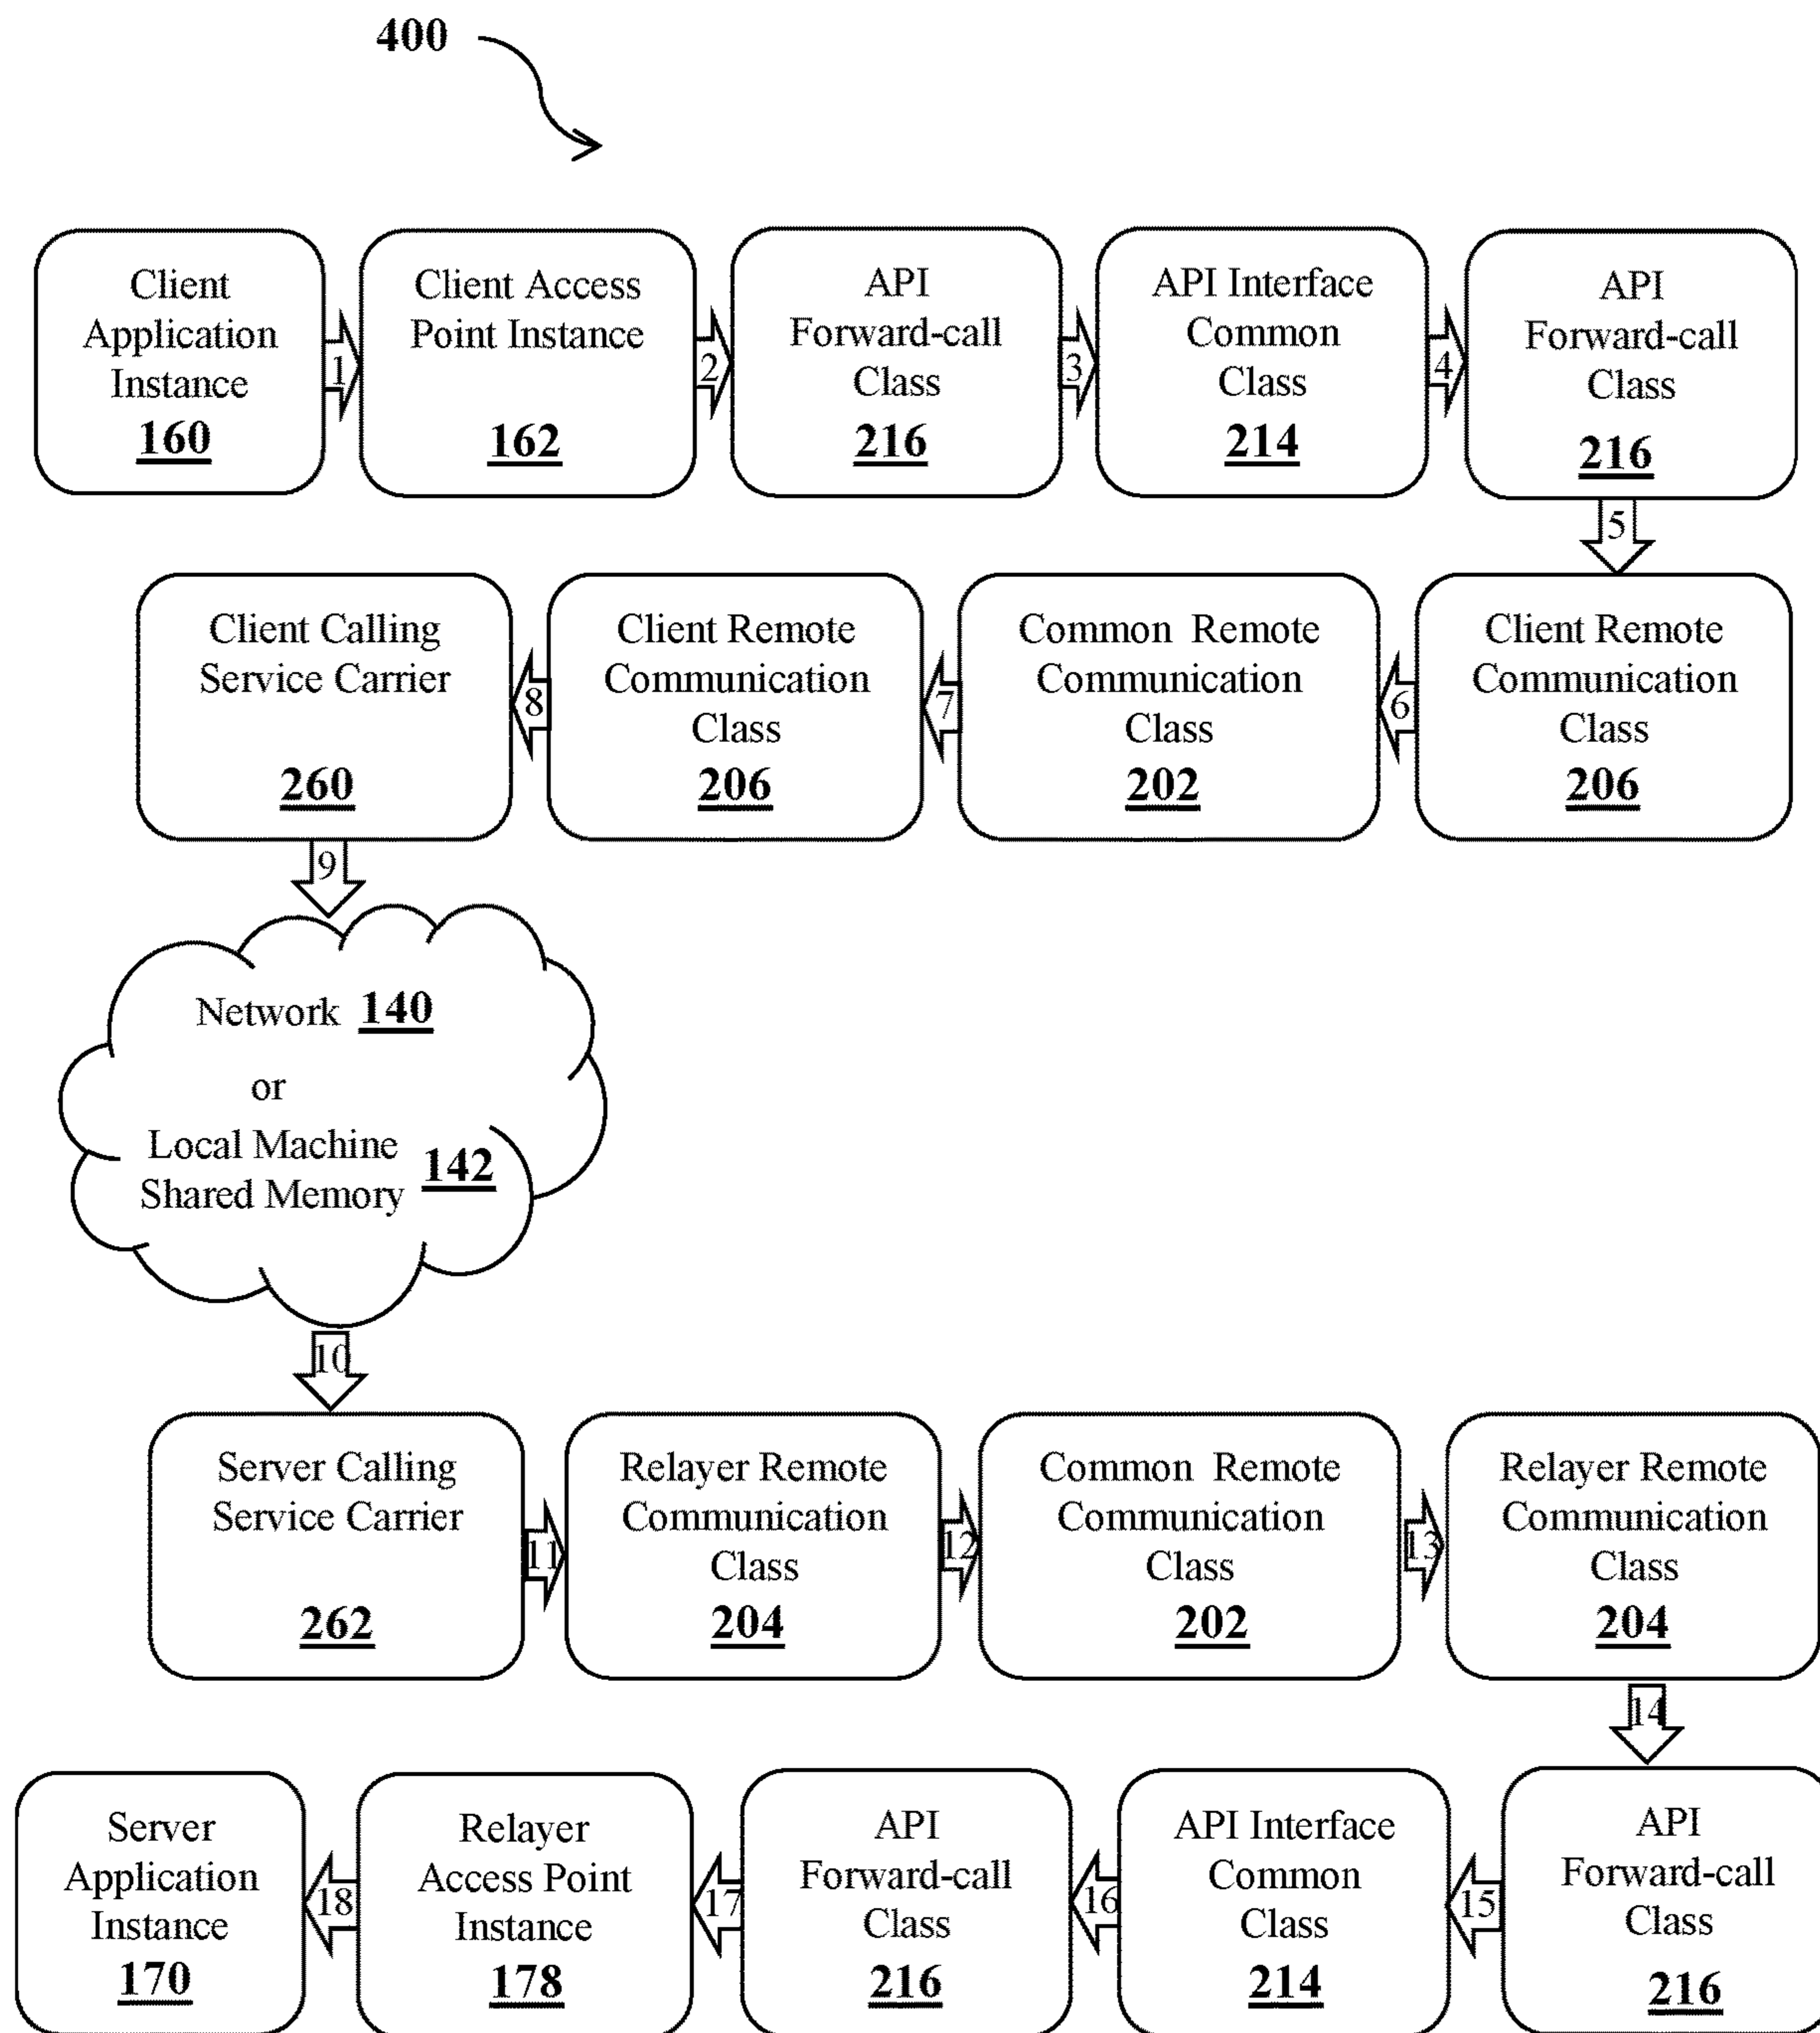 400
Client
Application
Instance
160
1
Client Access
Point Instance
162
2
API
Forward-call
Class
216
3
API Interface
Common
Class
214
4
API
Forward-call
Class
216
5
Client Remote
Communication
Class
206
6
Common Remote
Communication
Class
202
7
Client Remote
Communication
Class
206
8
Client Calling
Service Carrier
260
9
Network 140
or
Local Machine
Shared Memory
142
10
Server Calling
Service Carrier
262
11
Relayer Remote
Communication
Class
204
12
Common Remote
Communication
Class
202
13
Relayer Remote
Communication
Class
204
14
API
Forward-call
Class
216
15
API Interface
Common
Class
214
16
API
Forward-call
Class
216
17
Relayer
Access Point
Instance
178
18
Server
Application
Instance
170